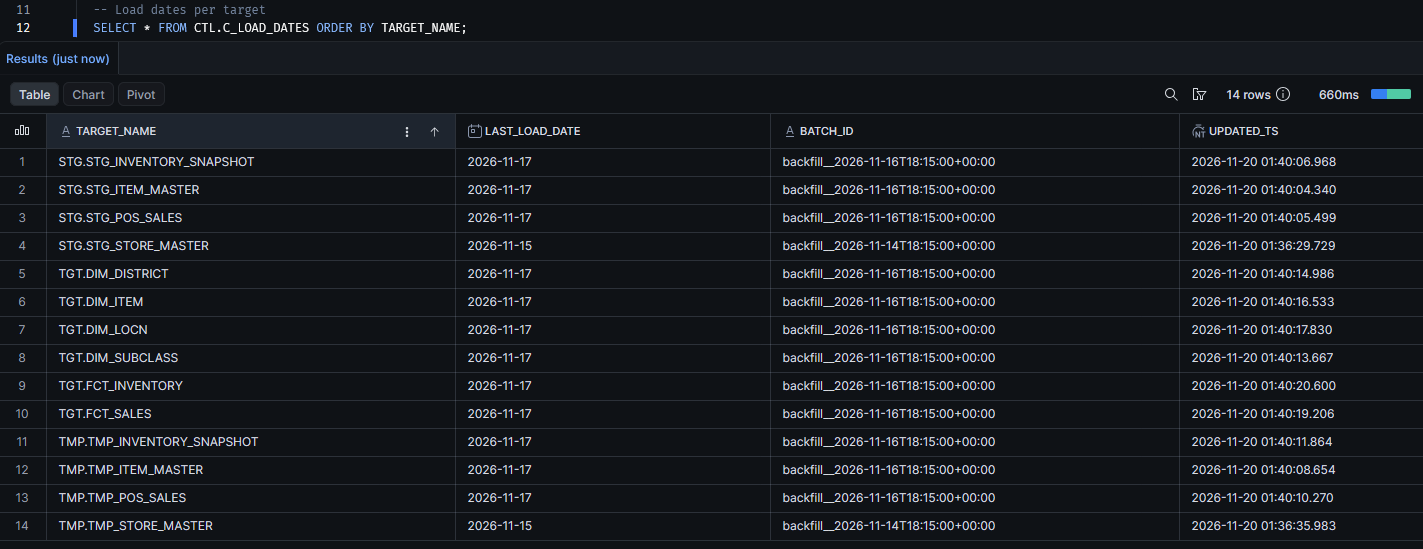 11 -- Load dates per target
12 SELECT * FROM CTL.C_LOAD_DATES ORDER BY TARGET_NAME;
Results (just now)
Table Chart Pivot 14 rows 660ms
A TARGET_NAME LAST_LOAD_DATE A BATCH_ID NT UPDATED_TS
1 STG.STG_INVENTORY_SNAPSHOT 2026-11-17 backfill__2026-11-16T18:15:00+00:00 2026-11-20 01:40:06.968
2 STG.STG_ITEM_MASTER 2026-11-17 backfill__2026-11-16T18:15:00+00:00 2026-11-20 01:40:04.340
3 STG.STG_POS_SALES 2026-11-17 backfill__2026-11-16T18:15:00+00:00 2026-11-20 01:40:05.499
4 STG.STG_STORE_MASTER 2026-11-15 backfill__2026-11-14T18:15:00+00:00 2026-11-20 01:36:29.729
5 TGT.DIM_DISTRICT 2026-11-17 backfill__2026-11-16T18:15:00+00:00 2026-11-20 01:40:14.986
6 TGT.DIM_ITEM 2026-11-17 backfill__2026-11-16T18:15:00+00:00 2026-11-20 01:40:16.533
7 TGT.DIM_LOCN 2026-11-17 backfill__2026-11-16T18:15:00+00:00 2026-11-20 01:40:17.830
8 TGT.DIM_SUBCLASS 2026-11-17 backfill__2026-11-16T18:15:00+00:00 2026-11-20 01:40:13.667
9 TGT.FCT_INVENTORY 2026-11-17 backfill__2026-11-16T18:15:00+00:00 2026-11-20 01:40:20.600
10 TGT.FCT_SALES 2026-11-17 backfill__2026-11-16T18:15:00+00:00 2026-11-20 01:40:19.206
11 TMP.TMP_INVENTORY_SNAPSHOT 2026-11-17 backfill__2026-11-16T18:15:00+00:00 2026-11-20 01:40:11.864
12 TMP.TMP_ITEM_MASTER 2026-11-17 backfill__2026-11-16T18:15:00+00:00 2026-11-20 01:40:08.654
13 TMP.TMP_POS_SALES 2026-11-17 backfill__2026-11-16T18:15:00+00:00 2026-11-20 01:40:10.270
14 TMP.TMP_STORE_MASTER 2026-11-15 backfill__2026-11-14T18:15:00+00:00 2026-11-20 01:36:35.983